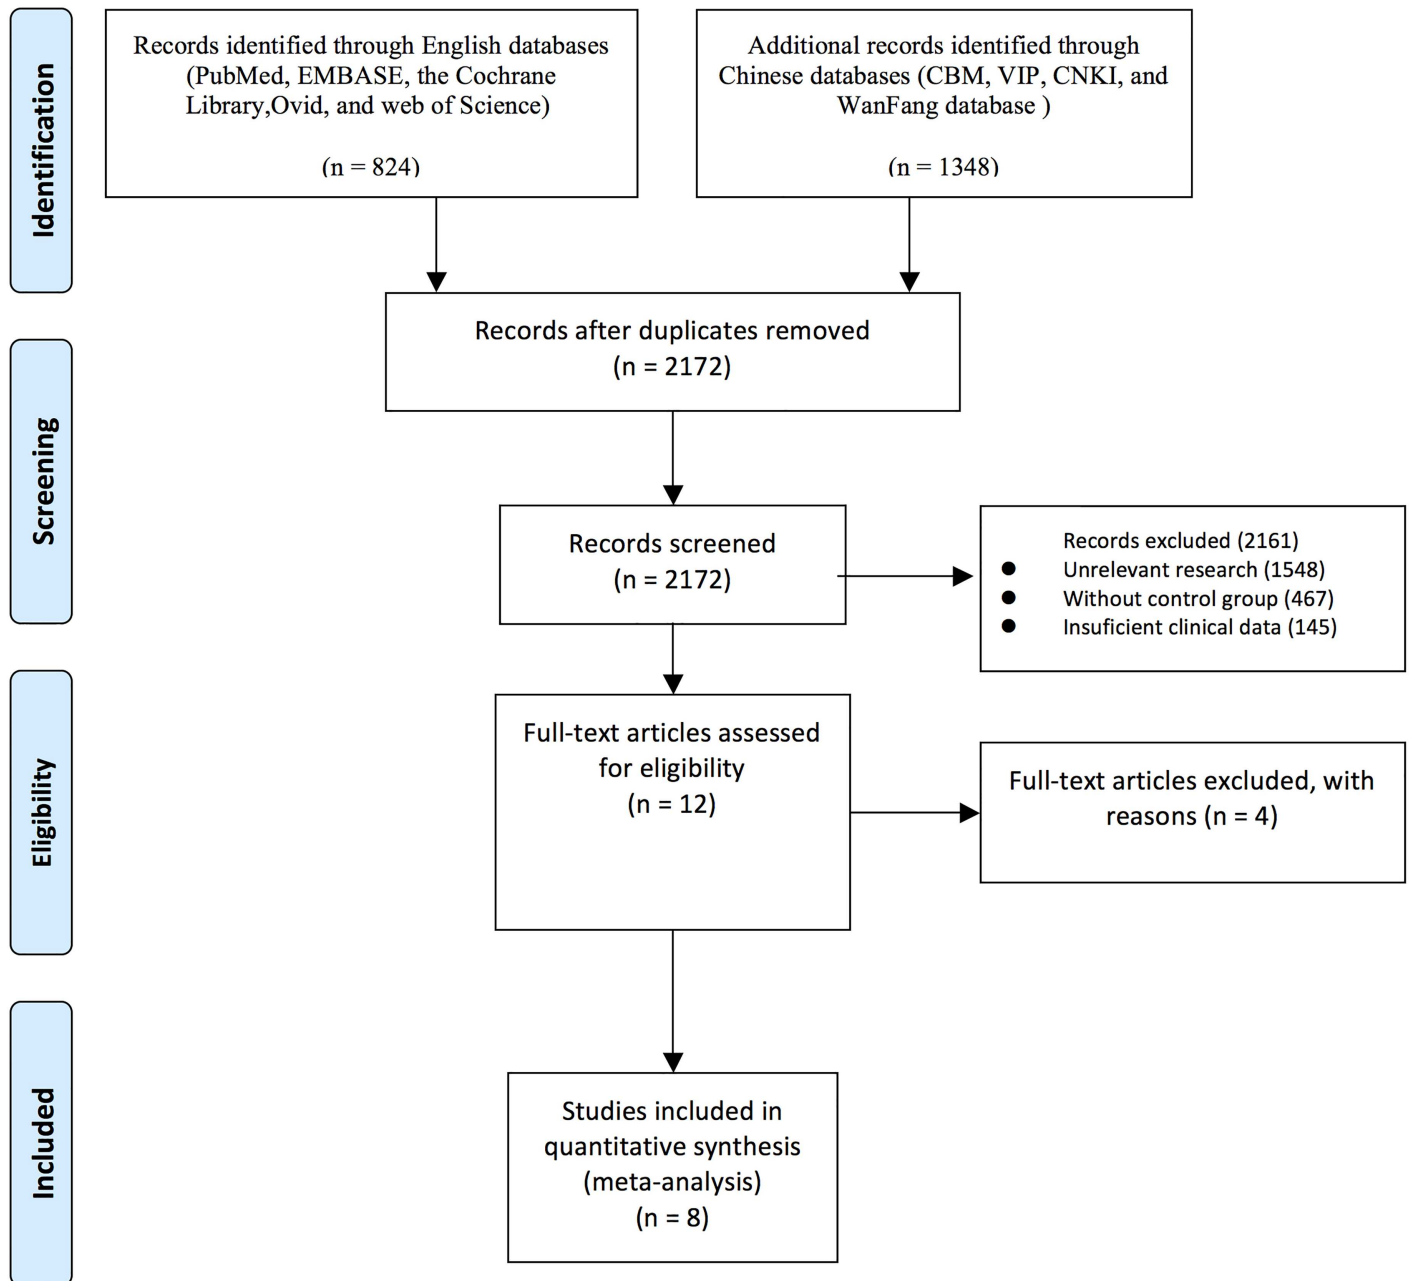 Identification
Records identified through English databases
(PubMed, EMBASE, the Cochrane
Library,Ovid, and web of Science)
(n = 824)
Additional records identified through
Chinese databases (CBM, VIP, CNKI, and
WanFang database )
(n = 1348)
Records after duplicates removed
(n = 2172)
Screening
Records screened
(n = 2172)
Records excluded (2161)
● Unrelevant research (1548)
● Without control group (467)
● Insuficient clinical data (145)
Eligibility
Full-text articles assessed
for eligibility
(n = 12)
Full-text articles excluded, with
reasons (n = 4)
Included
Studies included in
quantitative synthesis
(meta-analysis)
(n = 8)